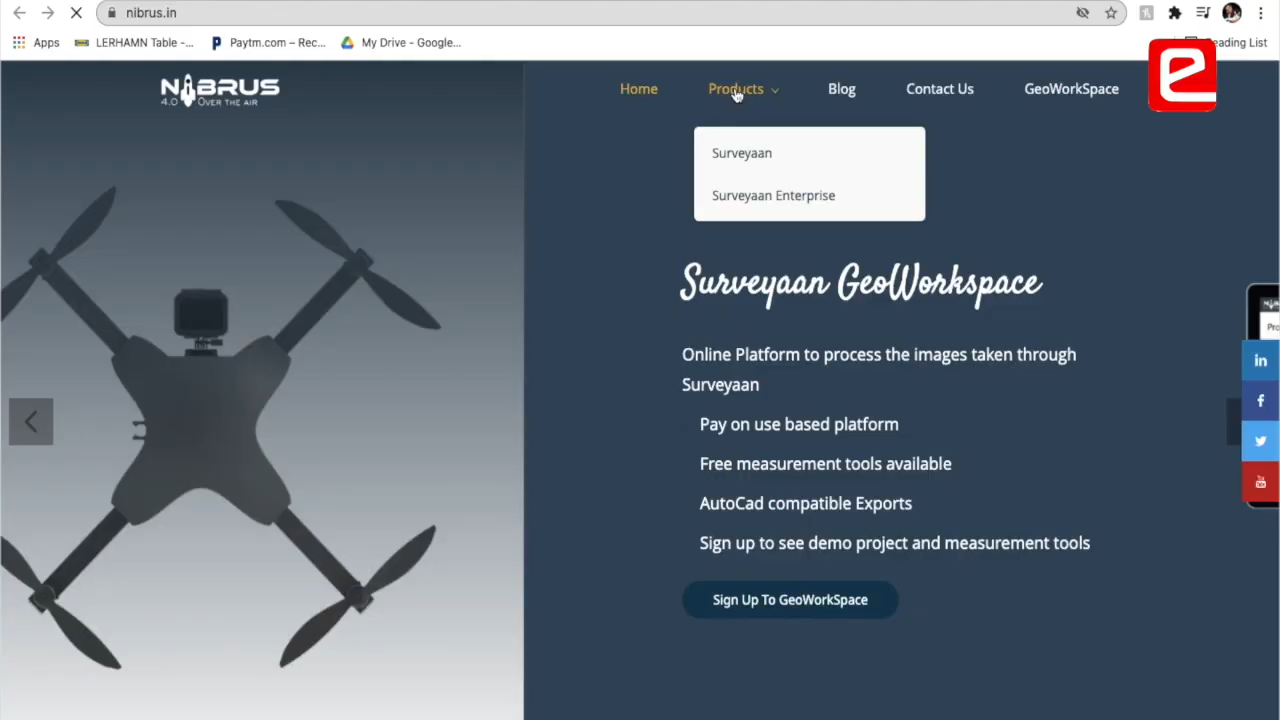 nibrus.in
Apps
LERHAMN Table -...
Paytm.com – Rec...
My Drive - Google...
eading List
NIBRUS
4.0 OVER THE AIR
Home
Products
Blog
Contact Us
GeoWorkSpace
e
Surveyaan
Surveyaan Enterprise
Surveyaan GeoWorkspace
Online Platform to process the images taken through
Surveyaan
Pay on use based platform
Free measurement tools available
AutoCad compatible Exports
Sign up to see demo project and measurement tools
Sign Up To GeoWorkSpace
in
f